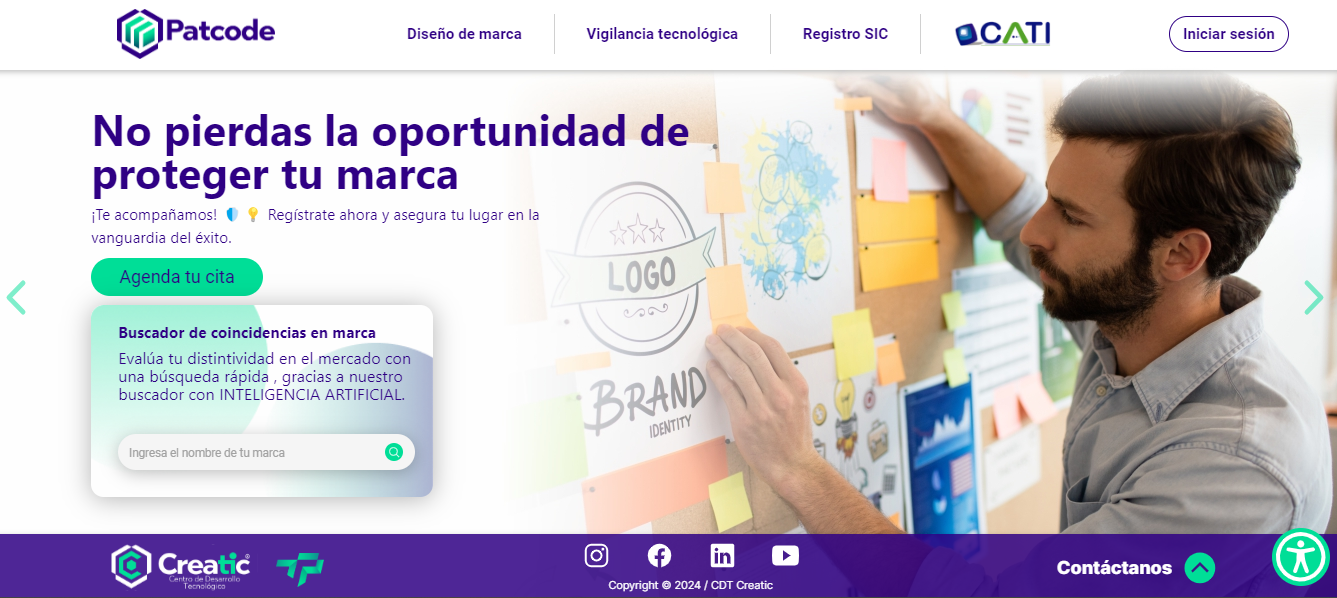 Patcode
Diseño de marca
Vigilancia tecnológica
Registro SIC
CATI
Iniciar sesión
No pierdas la oportunidad de
proteger tu marca
¡Te acompañamos! 🛡️ 💡 Regístrate ahora y asegura tu lugar en la
vanguardia del éxito.
Agenda tu cita
LOGO
BRAND
IDENTITY
Buscador de coincidencias en marca
Evalúa tu distintividad en el mercado con
una búsqueda rápida , gracias a nuestro
buscador con INTELIGENCIA ARTIFICIAL.
Ingresa el nombre de tu marca
Creatic®
Centro de Desarrollo
Tecnológico
Copyright © 2024 / CDT Creatic
Contáctanos